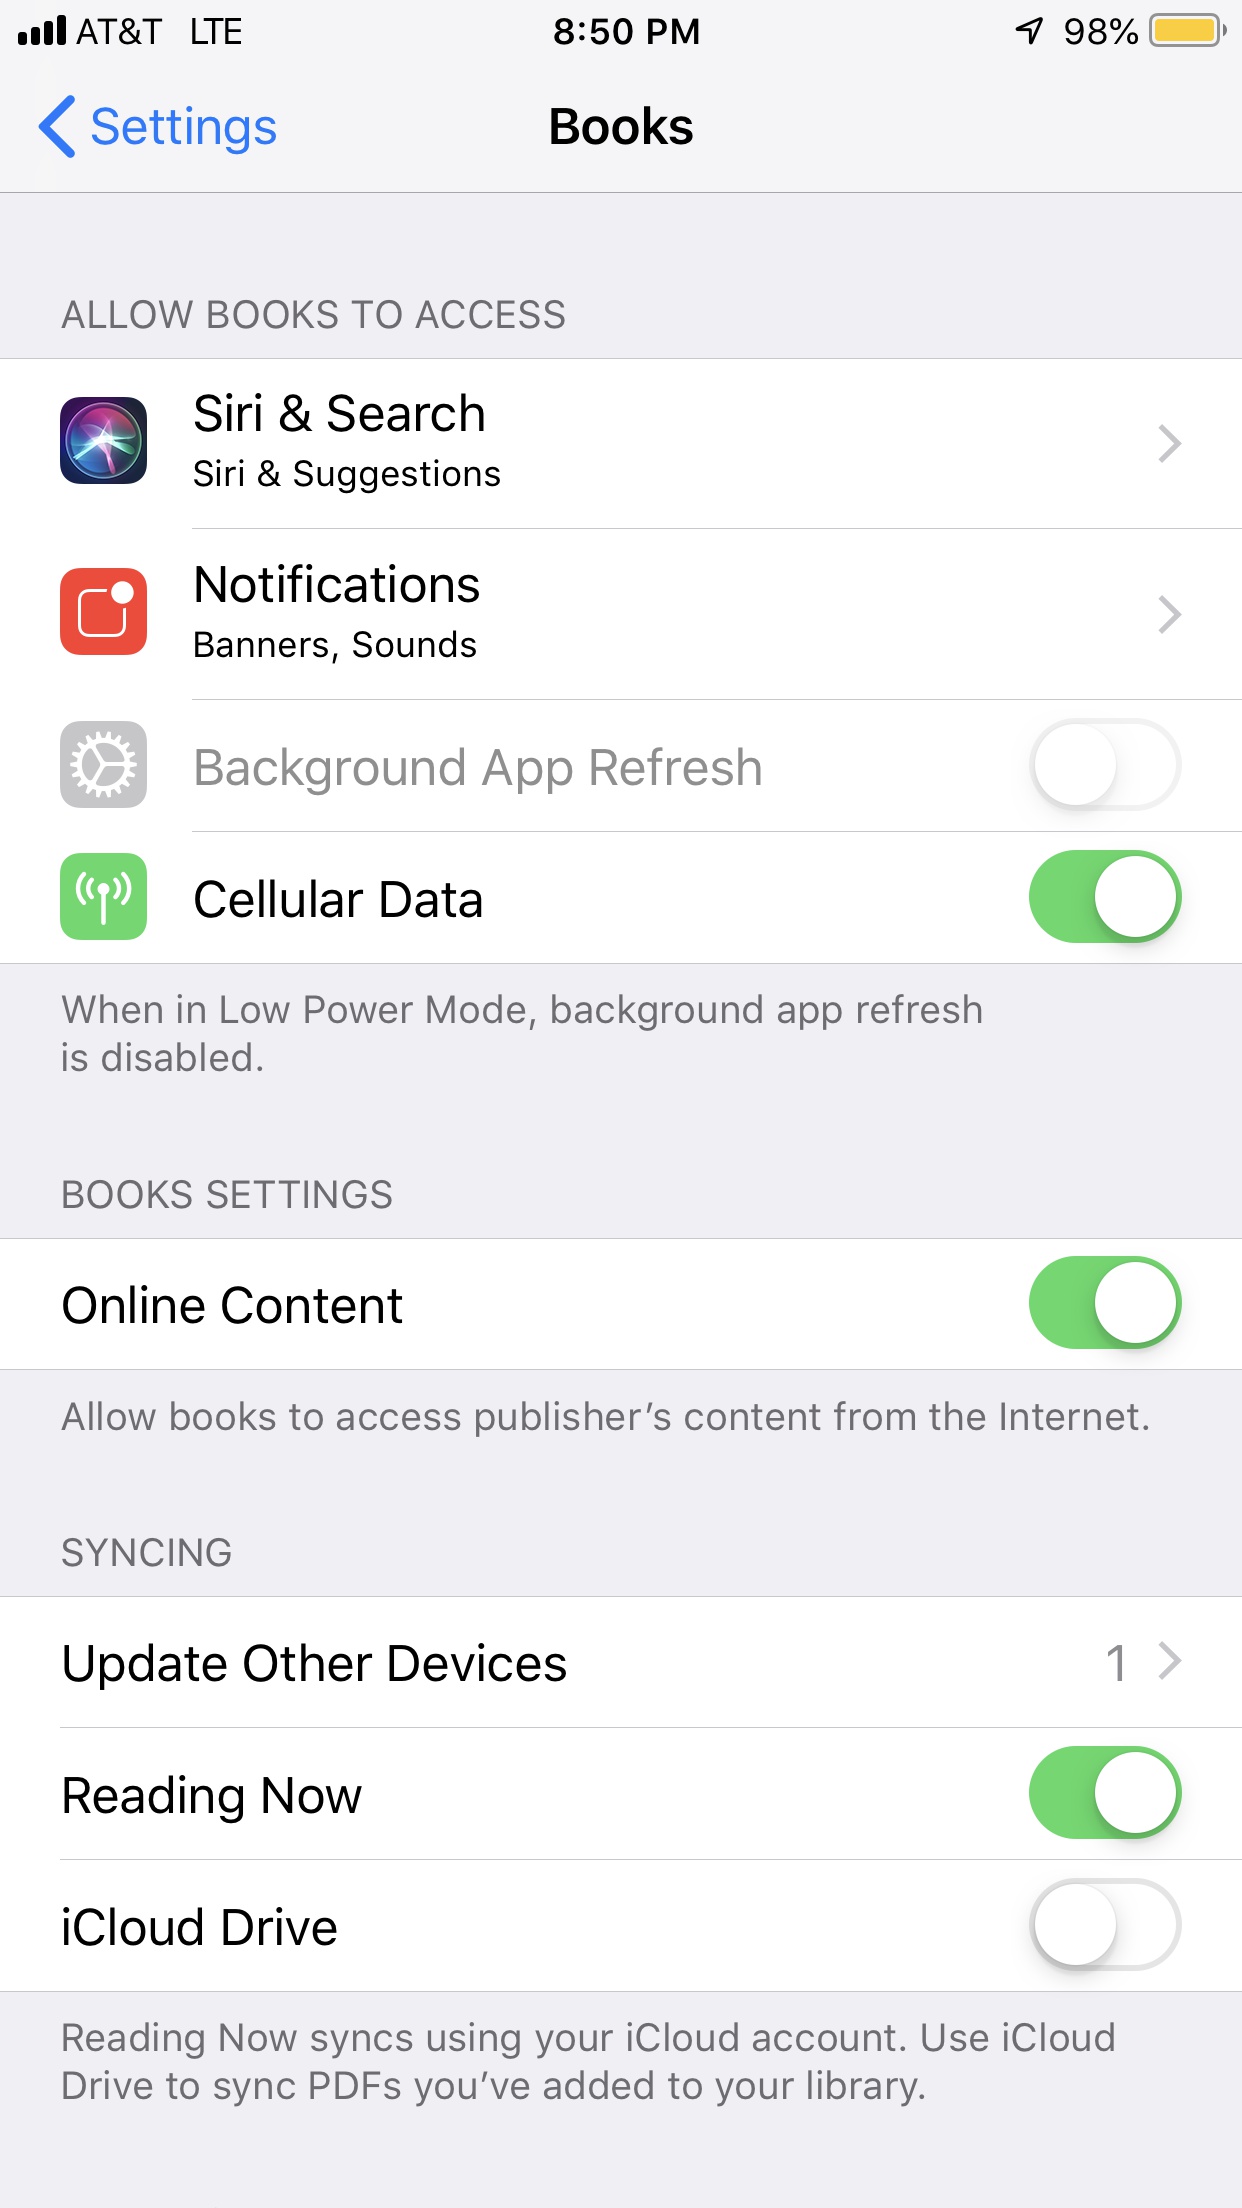 AT&T LTE 8:50 PM 98%
Settings Books
ALLOW BOOKS TO ACCESS
Siri & Search
Siri & Suggestions
Notifications
Banners, Sounds
Background App Refresh
Cellular Data
When in Low Power Mode, background app refresh
is disabled.
BOOKS SETTINGS
Online Content
Allow books to access publisher’s content from the Internet.
SYNCING
Update Other Devices 1
Reading Now
iCloud Drive
Reading Now syncs using your iCloud account. Use iCloud
Drive to sync PDFs you’ve added to your library.